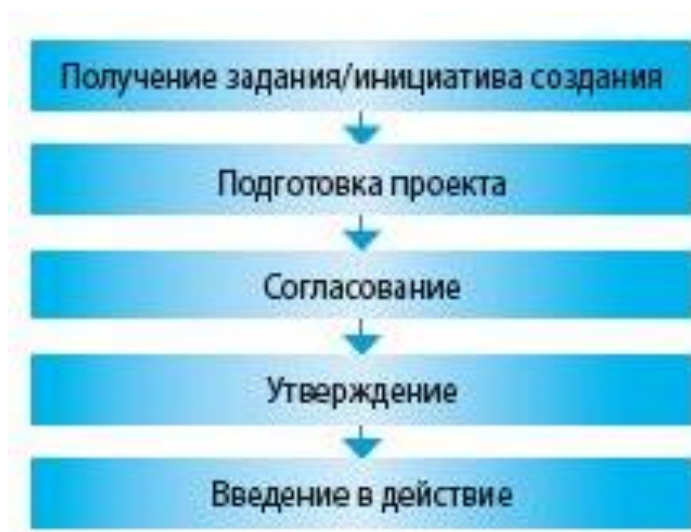 Получение задания/инициатива создания
Подготовка проекта
Согласование
Утверждение
Введение в действие